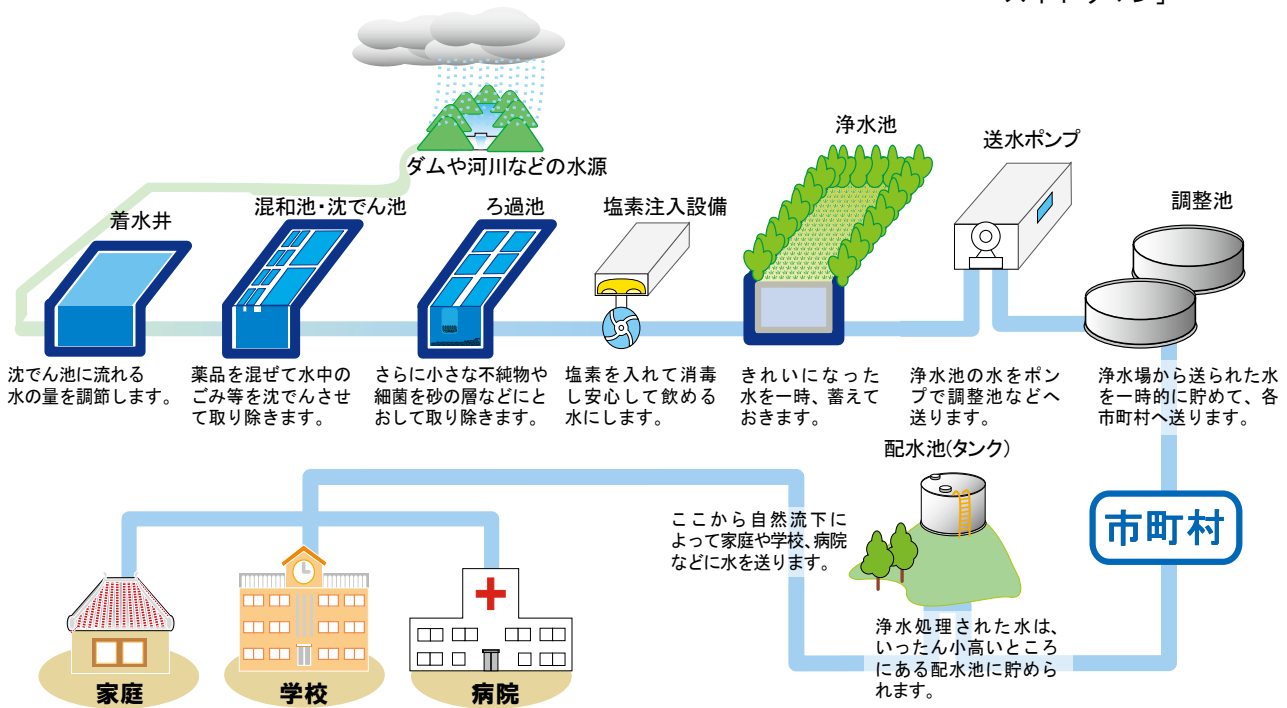 ダムや河川などの水源
着水井
沈でん池に流れる
水の量を調節します。
混和池・沈でん池
薬品を混ぜて水中の
ごみ等を沈でんさせ
て取り除きます。
ろ過池
さらに小さな不純物や
細菌を砂の層などにと
おして取り除きます。
塩素注入設備
塩素を入れて消毒
し安心して飲める
水にします。
浄水池
きれいになった
水を一時、蓄えて
おきます。
送水ポンプ
浄水池の水をポン
プで調整池などへ
送ります。
調整池
浄水場から送られた水
を一時的に貯めて、各
市町村へ送ります。
市町村
配水池(タンク)
浄水処理された水は、
いったん小高いところ
にある配水池に貯めら
れます。
ここから自然流下に
よって家庭や学校、病院
などに水を送ります。
家庭
学校
病院